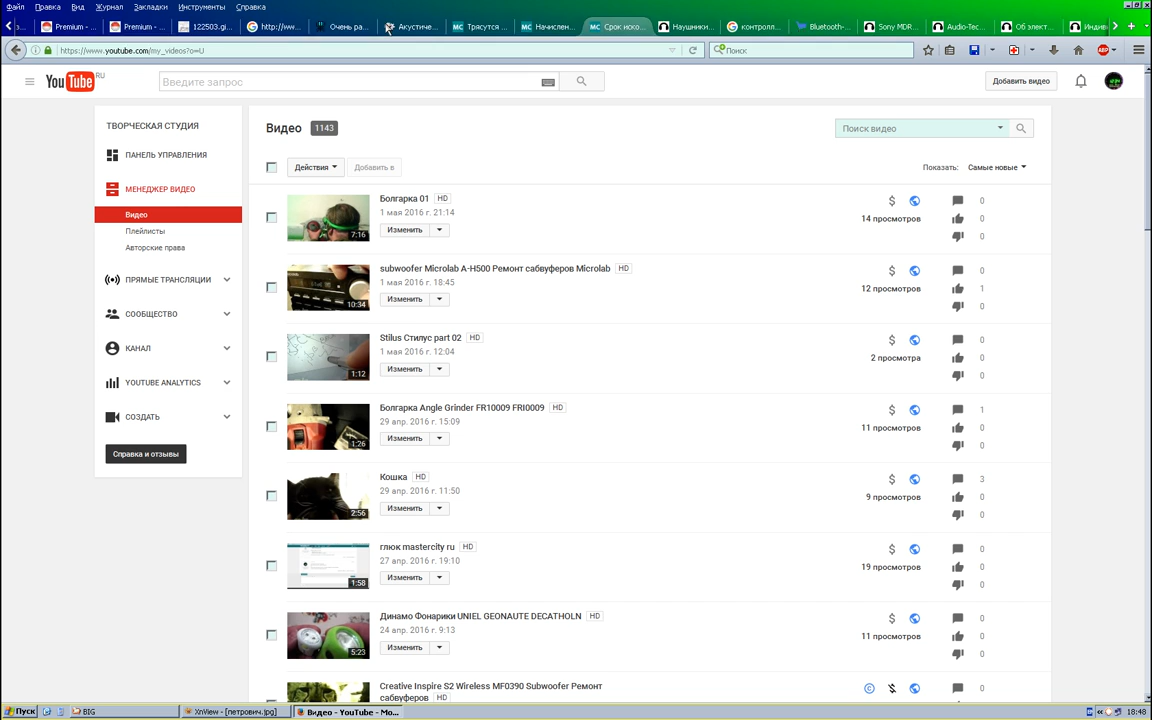 Файл Правка Вид Журнал Закладки Инструменты Справка
Premium - ... Premium - ... 122503.gi... http://ww... Очень ра... Акустиче... Трясутся ... Начислен... Срок иско... Наушники... контролл... Bluetooth-... Sony MDR... Audio-Tec... Об элект... Индив
https://www.youtube.com/my_videos?o=U
Поиск
ABP
YouTube RU
Введите запрос
Добавить видео
ТВОРЧЕСКАЯ СТУДИЯ
ПАНЕЛЬ УПРАВЛЕНИЯ
МЕНЕДЖЕР ВИДЕО
Видео
Плейлисты
Авторские права
ПРЯМЫЕ ТРАНСЛЯЦИИ
СООБЩЕСТВО
КАНАЛ
YOUTUBE ANALYTICS
СОЗДАТЬ
Справка и отзывы
Видео 1143
Поиск видео
Действия
Добавить в
Показать: Самые новые
Болгарка 01 HD
1 мая 2016 г. 21:14
Изменить
7:16
14 просмотров
0
0
0
subwoofer Microlab A-H500 Ремонт сабвуферов Microlab HD
1 мая 2016 г. 18:45
Изменить
10:34
12 просмотров
0
1
0
Stilus Стилус part 02 HD
1 мая 2016 г. 12:04
Изменить
1:12
2 просмотра
0
0
0
Болгарка Angle Grinder FR10009 FRI0009 HD
29 апр. 2016 г. 15:09
Изменить
1:26
11 просмотров
1
0
0
Кошка HD
29 апр. 2016 г. 11:50
Изменить
2:56
9 просмотров
3
0
0
глюк mastercity ru HD
27 апр. 2016 г. 19:10
Изменить
1:58
19 просмотров
0
0
0
Динамо Фонарики UNIEL GEONAUTE DECATHOLN HD
24 апр. 2016 г. 9:13
Изменить
5:23
11 просмотров
0
0
0
Creative Inspire S2 Wireless MF0390 Subwoofer Ремонт
сабвуферов HD
0
Пуск
BIG
XnView - [петрович.jpg]
Видео - YouTube - Mo...
18:48